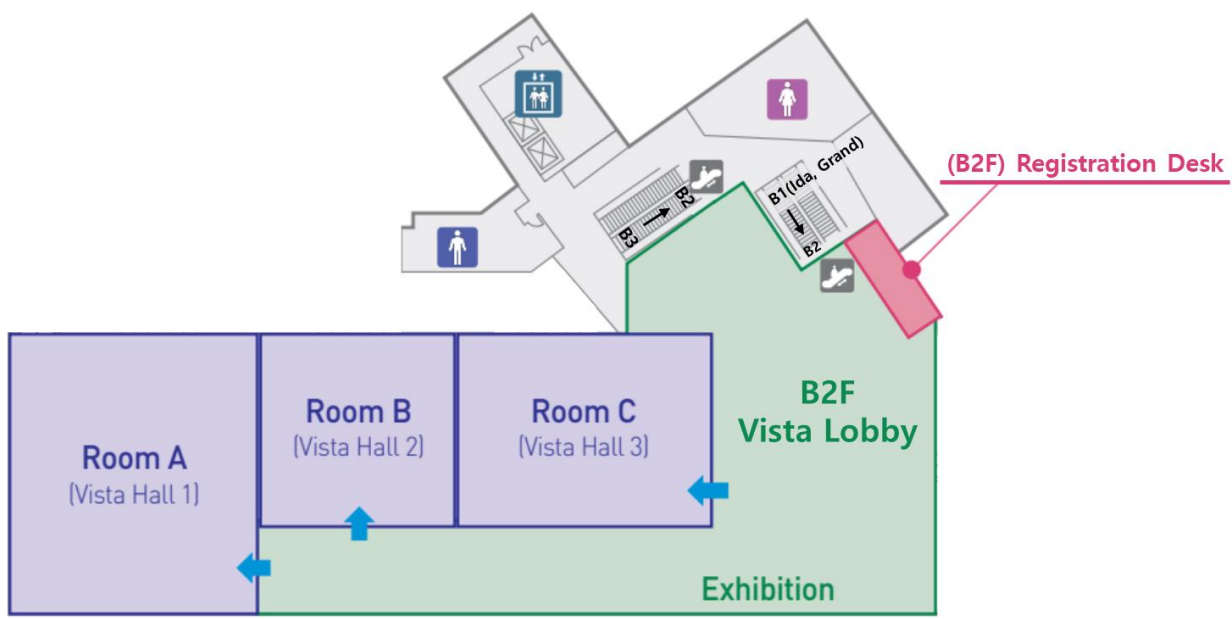 B1(Ida, Grand)
B2
(B2F) Registration Desk
B2
B3
Room A
(Vista Hall 1)
Room B
(Vista Hall 2)
Room C
(Vista Hall 3)
B2F
Vista Lobby
Exhibition